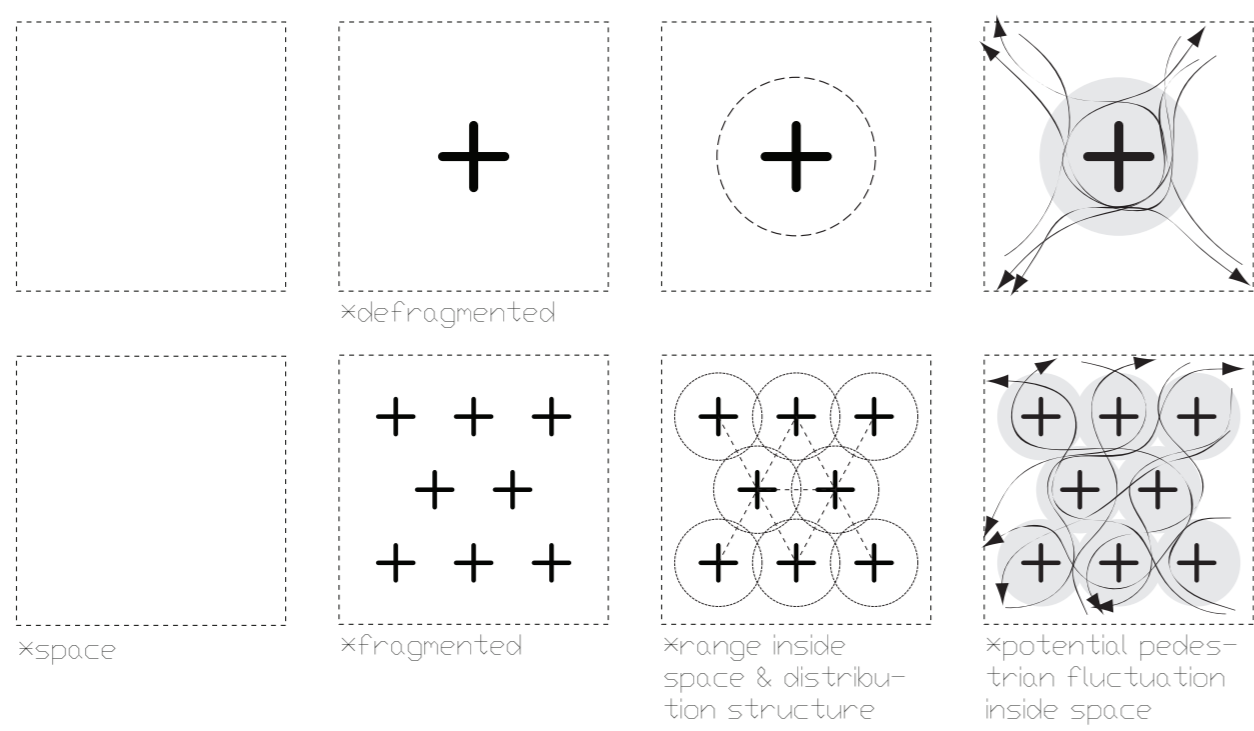 *defragmented
*space
*fragmented
*range inside
space & distribu-
tion structure
*potential pedes-
trian fluctuation
inside space